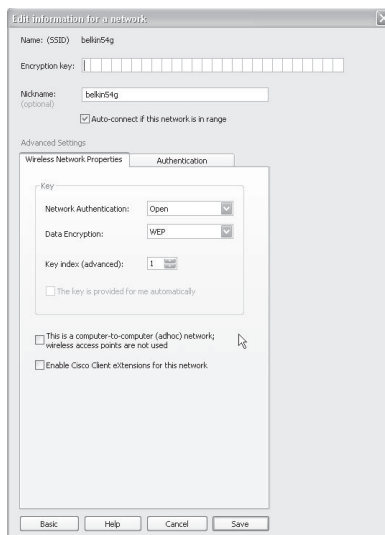 Edit information for a network
Name: (SSID) belkin54g
Encryption key:
Nickname: belkin54g
(optional)
Auto-connect if this network is in range
Advanced Settings
Wireless Network Properties Authentication
Key
Network Authentication: Open
Data Encryption: WEP
Key index (advanced): 1
The key is provided for me automatically
This is a computer-to-computer (adhoc) network;
wireless access points are not used
Enable Cisco Client eXtensions for this network
Basic Help Cancel Save